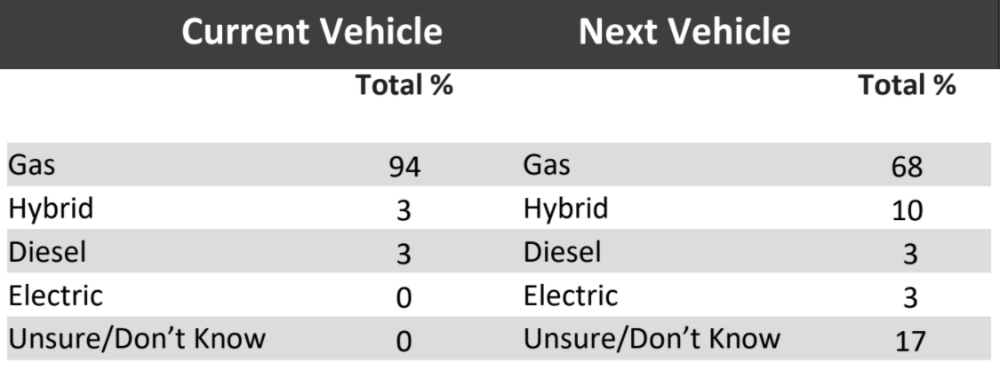 Current Vehicle Next Vehicle
Total % Total %
Gas 94 Gas 68
Hybrid 3 Hybrid 10
Diesel 3 Diesel 3
Electric 0 Electric 3
Unsure/Don’t Know 0 Unsure/Don’t Know 17